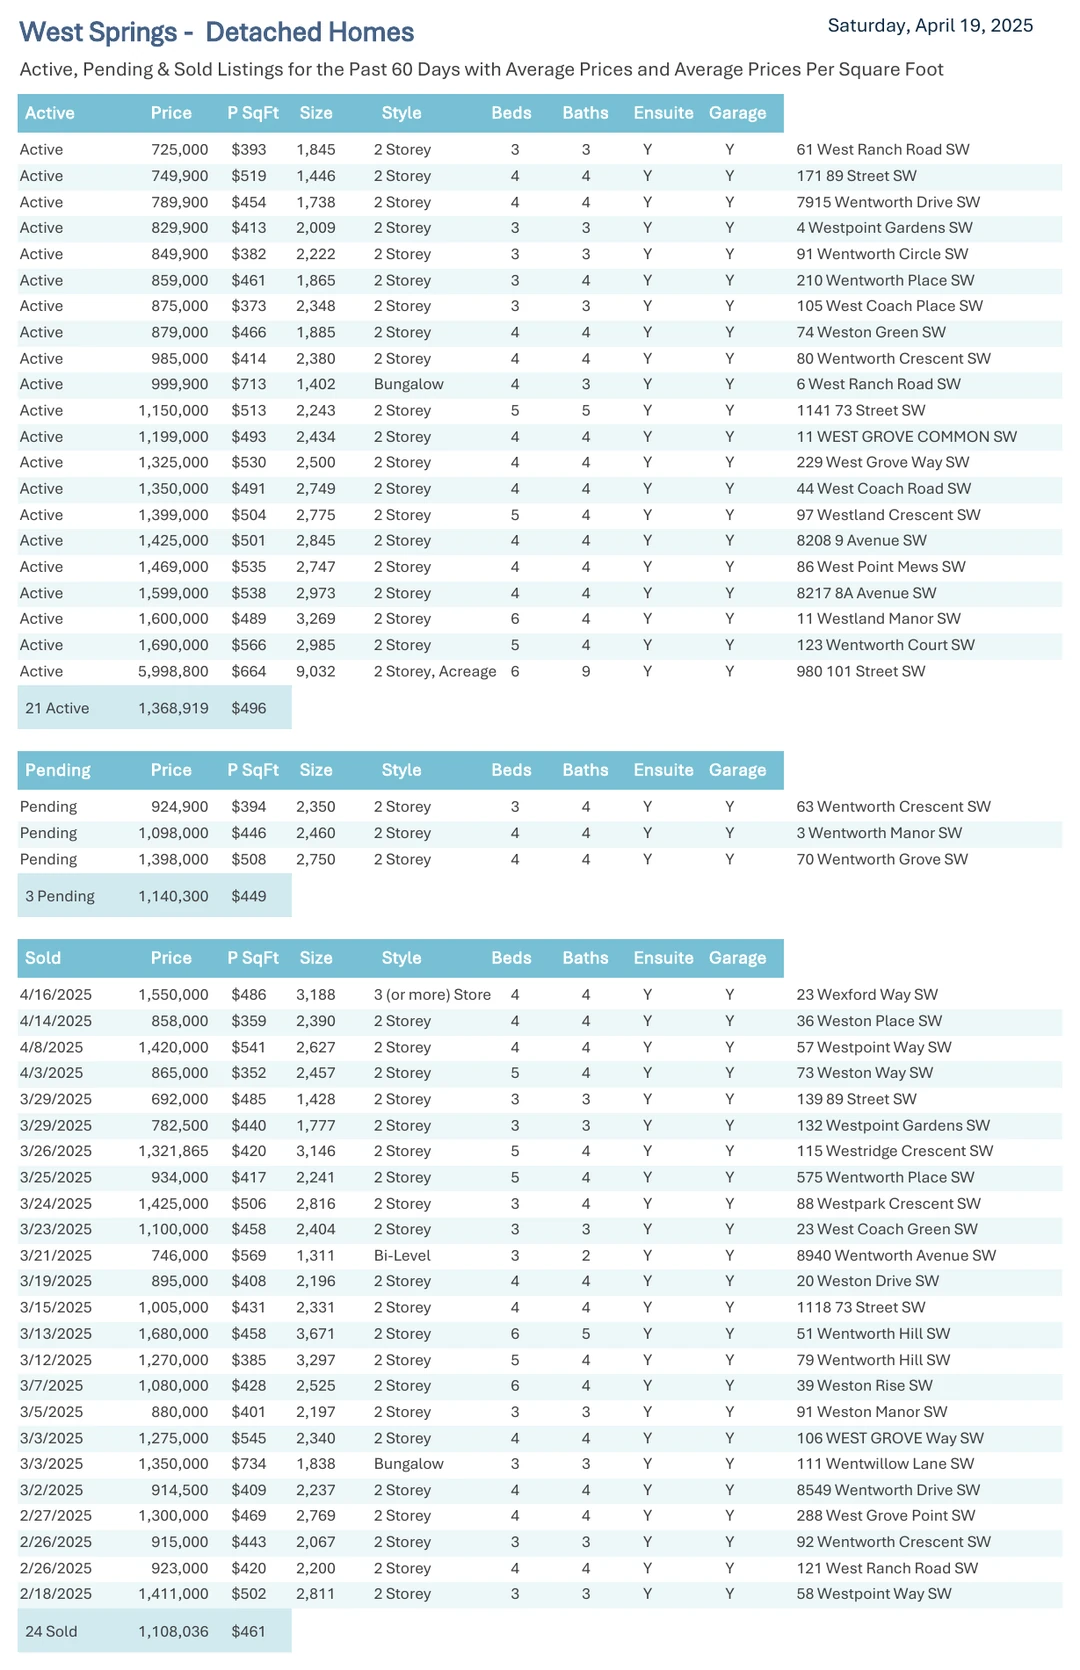 West Springs -  Detached Homes
Saturday, April 19, 2025
Active, Pending & Sold Listings for the Past 60 Days with Average Prices and Average Prices Per Square Foot
Active Price P SqFt Size Style Beds Baths Ensuite Garage
Active 725,000 $393 1,845 2 Storey 3 3 Y Y 61 West Ranch Road SW
Active 749,900 $519 1,446 2 Storey 4 4 Y Y 171 89 Street SW
Active 789,900 $454 1,738 2 Storey 4 4 Y Y 7915 Wentworth Drive SW
Active 829,900 $413 2,009 2 Storey 3 3 Y Y 4 Westpoint Gardens SW
Active 849,900 $382 2,222 2 Storey 3 3 Y Y 91 Wentworth Circle SW
Active 859,000 $461 1,865 2 Storey 3 4 Y Y 210 Wentworth Place SW
Active 875,000 $373 2,348 2 Storey 3 3 Y Y 105 West Coach Place SW
Active 879,000 $466 1,885 2 Storey 4 4 Y Y 74 Weston Green SW
Active 985,000 $414 2,380 2 Storey 4 4 Y Y 80 Wentworth Crescent SW
Active 999,900 $713 1,402 Bungalow 4 3 Y Y 6 West Ranch Road SW
Active 1,150,000 $513 2,243 2 Storey 5 5 Y Y 1141 73 Street SW
Active 1,199,000 $493 2,434 2 Storey 4 4 Y Y 11 WEST GROVE COMMON SW
Active 1,325,000 $530 2,500 2 Storey 4 4 Y Y 229 West Grove Way SW
Active 1,350,000 $491 2,749 2 Storey 4 4 Y Y 44 West Coach Road SW
Active 1,399,000 $504 2,775 2 Storey 5 4 Y Y 97 Westland Crescent SW
Active 1,425,000 $501 2,845 2 Storey 4 4 Y Y 8208 9 Avenue SW
Active 1,469,000 $535 2,747 2 Storey 4 4 Y Y 86 West Point Mews SW
Active 1,599,000 $538 2,973 2 Storey 4 4 Y Y 8217 8A Avenue SW
Active 1,600,000 $489 3,269 2 Storey 6 4 Y Y 11 Westland Manor SW
Active 1,690,000 $566 2,985 2 Storey 5 4 Y Y 123 Wentworth Court SW
Active 5,998,800 $664 9,032 2 Storey, Acreage 6 9 Y Y 980 101 Street SW
21 Active 1,368,919 $496
Pending Price P SqFt Size Style Beds Baths Ensuite Garage
Pending 924,900 $394 2,350 2 Storey 3 4 Y Y 63 Wentworth Crescent SW
Pending 1,098,000 $446 2,460 2 Storey 4 4 Y Y 3 Wentworth Manor SW
Pending 1,398,000 $508 2,750 2 Storey 4 4 Y Y 70 Wentworth Grove SW
3 Pending 1,140,300 $449
Sold Price P SqFt Size Style Beds Baths Ensuite Garage
4/16/2025 1,550,000 $486 3,188 3 (or more) Store 4 4 Y Y 23 Wexford Way SW
4/14/2025 858,000 $359 2,390 2 Storey 4 4 Y Y 36 Weston Place SW
4/8/2025 1,420,000 $541 2,627 2 Storey 4 4 Y Y 57 Westpoint Way SW
4/3/2025 865,000 $352 2,457 2 Storey 5 4 Y Y 73 Weston Way SW
3/29/2025 692,000 $485 1,428 2 Storey 3 3 Y Y 139 89 Street SW
3/29/2025 782,500 $440 1,777 2 Storey 3 3 Y Y 132 Westpoint Gardens SW
3/26/2025 1,321,865 $420 3,146 2 Storey 5 4 Y Y 115 Westridge Crescent SW
3/25/2025 934,000 $417 2,241 2 Storey 5 4 Y Y 575 Wentworth Place SW
3/24/2025 1,425,000 $506 2,816 2 Storey 3 4 Y Y 88 Westpark Crescent SW
3/23/2025 1,100,000 $458 2,404 2 Storey 3 3 Y Y 23 West Coach Green SW
3/21/2025 746,000 $569 1,311 Bi-Level 3 2 Y Y 8940 Wentworth Avenue SW
3/19/2025 895,000 $408 2,196 2 Storey 4 4 Y Y 20 Weston Drive SW
3/15/2025 1,005,000 $431 2,331 2 Storey 4 4 Y Y 1118 73 Street SW
3/13/2025 1,680,000 $458 3,671 2 Storey 6 5 Y Y 51 Wentworth Hill SW
3/12/2025 1,270,000 $385 3,297 2 Storey 5 4 Y Y 79 Wentworth Hill SW
3/7/2025 1,080,000 $428 2,525 2 Storey 6 4 Y Y 39 Weston Rise SW
3/5/2025 880,000 $401 2,197 2 Storey 3 3 Y Y 91 Weston Manor SW
3/3/2025 1,275,000 $545 2,340 2 Storey 4 4 Y Y 106 WEST GROVE Way SW
3/3/2025 1,350,000 $734 1,838 Bungalow 3 3 Y Y 111 Wentwillow Lane SW
3/2/2025 914,500 $409 2,237 2 Storey 4 4 Y Y 8549 Wentworth Drive SW
2/27/2025 1,300,000 $469 2,769 2 Storey 4 4 Y Y 288 West Grove Point SW
2/26/2025 915,000 $443 2,067 2 Storey 3 3 Y Y 92 Wentworth Crescent SW
2/26/2025 923,000 $420 2,200 2 Storey 4 4 Y Y 121 West Ranch Road SW
2/18/2025 1,411,000 $502 2,811 2 Storey 3 3 Y Y 58 Westpoint Way SW
24 Sold 1,108,036 $461